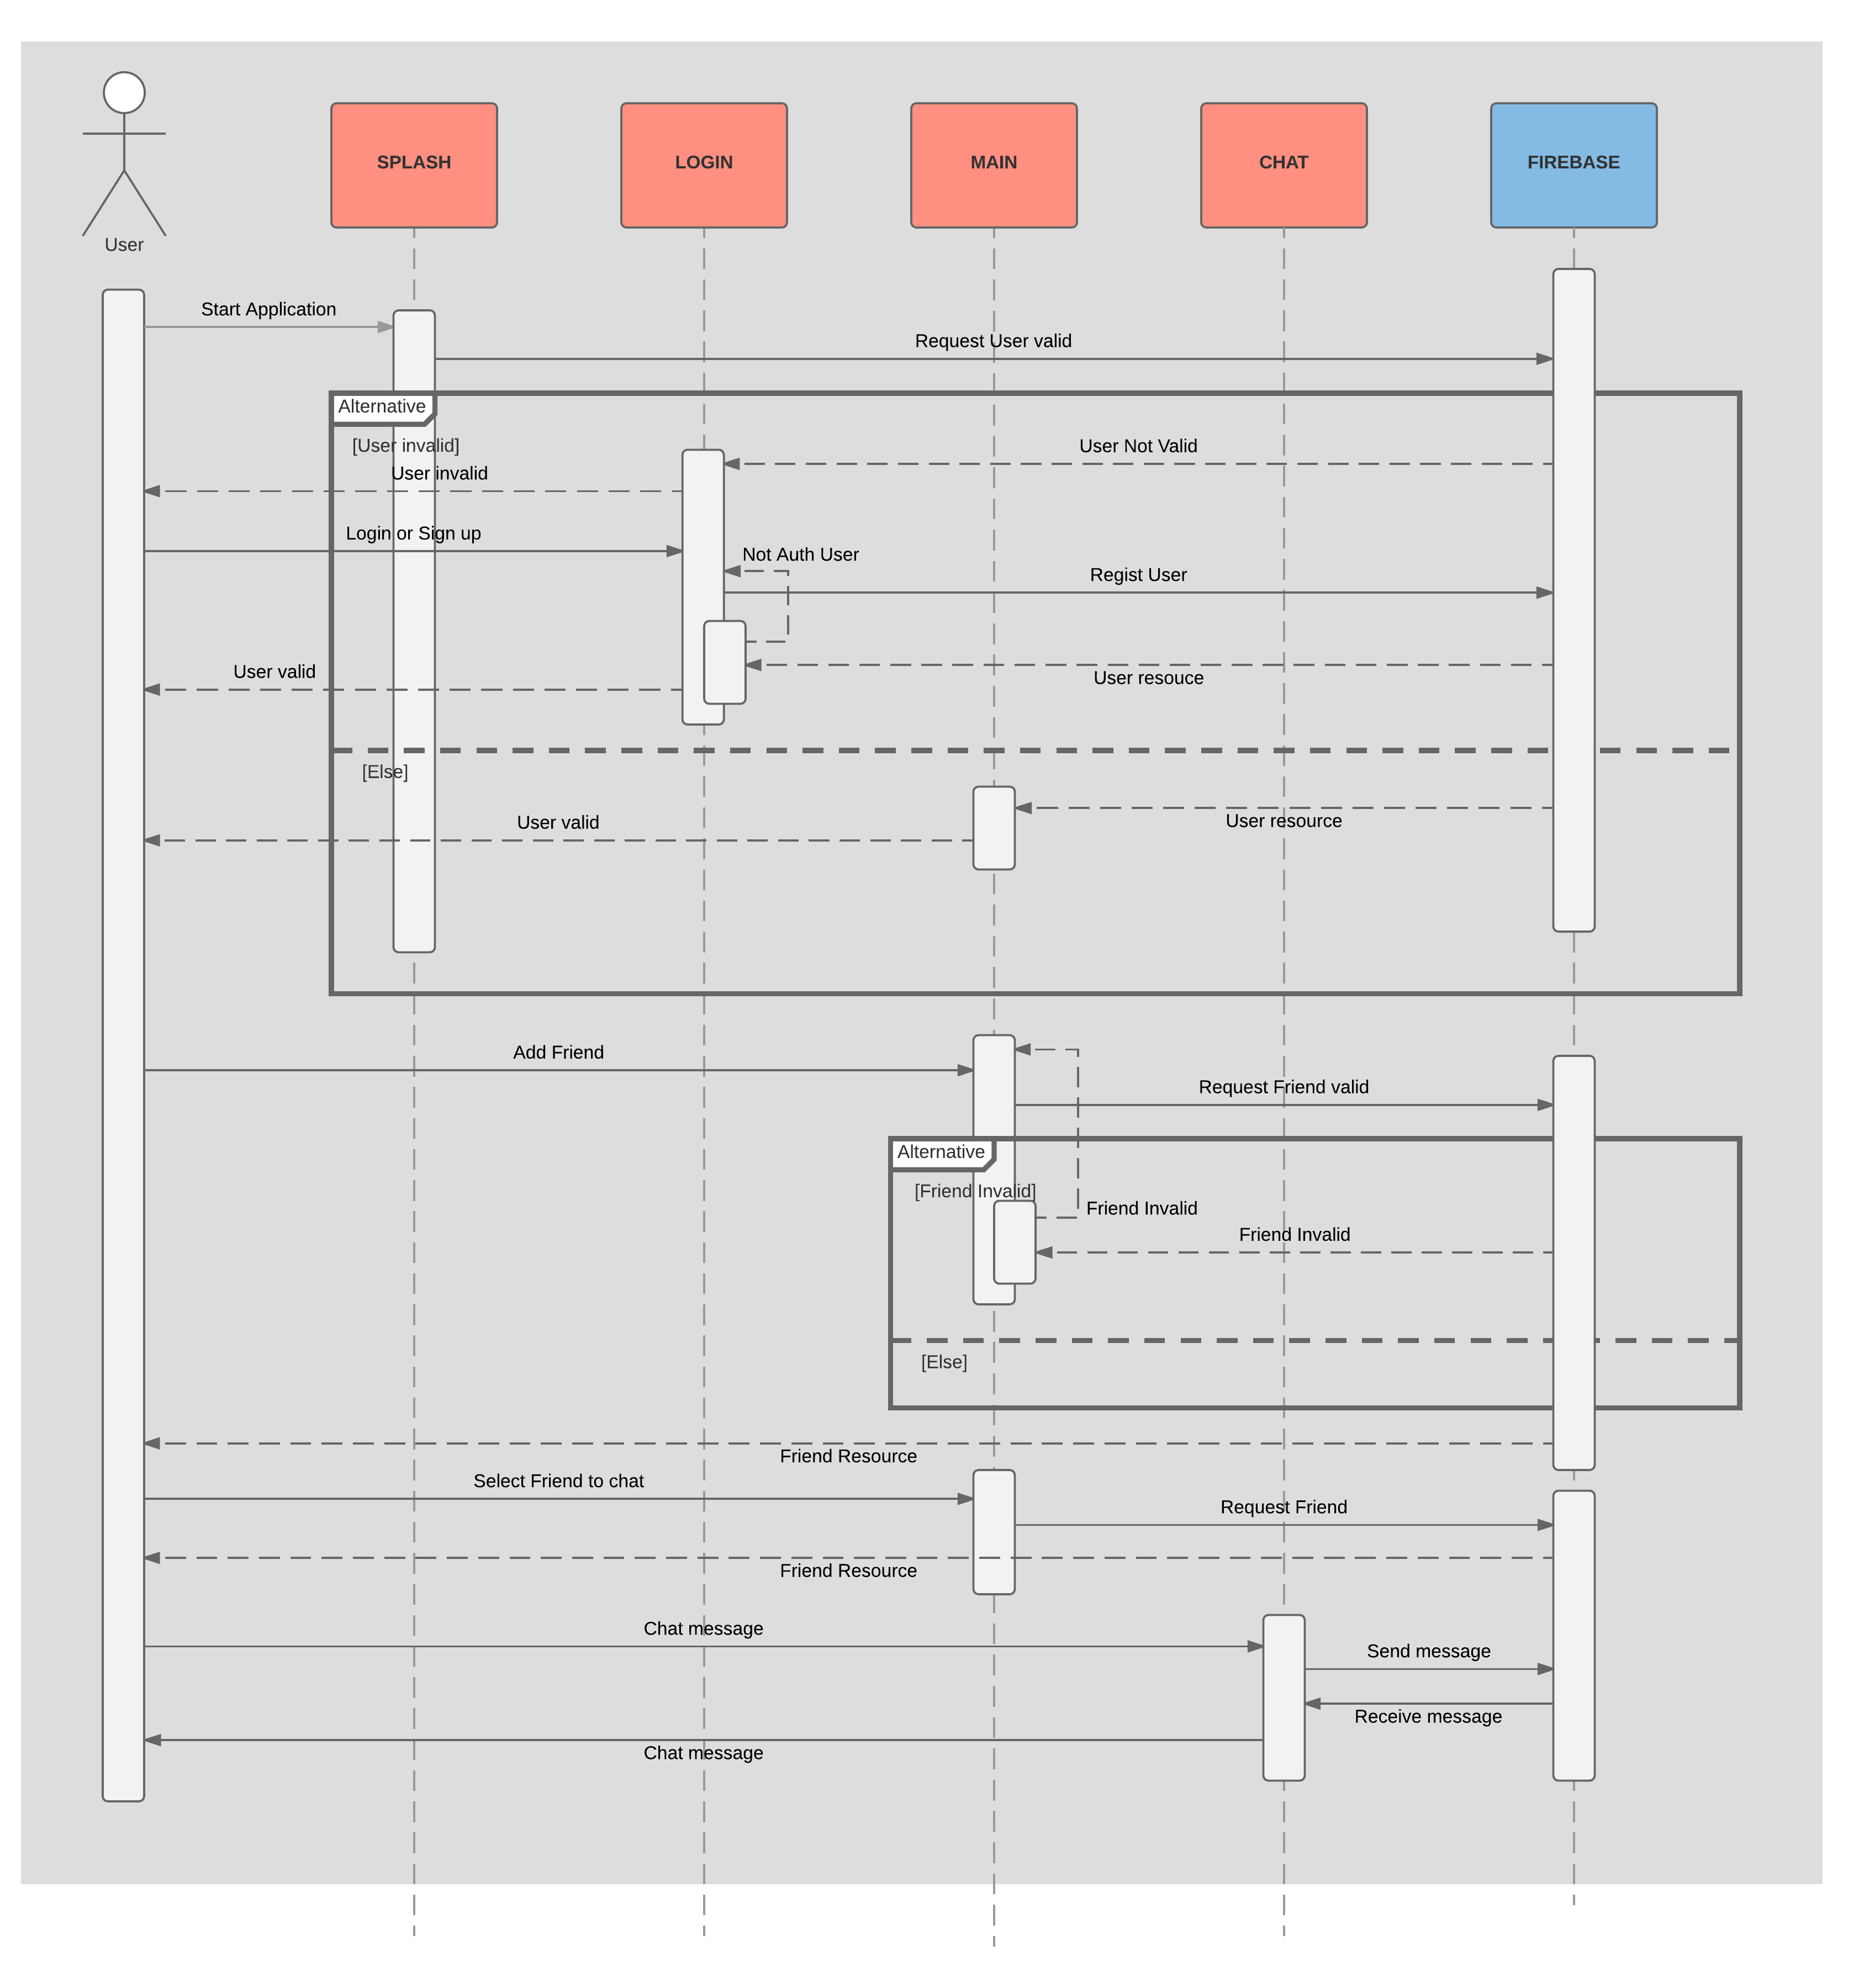 SPLASH
LOGIN
MAIN
CHAT
FIREBASE
User
Start Application
Request User valid
Alternative
[User invalid]
User Not Valid
User invalid
Login or Sign up
Not Auth User
Regist User
User valid
User resouce
[Else]
User resource
User valid
Add Friend
Request Friend valid
Alternative
[Friend Invalid]
Friend Invalid
Friend Invalid
[Else]
Friend Resource
Select Friend to chat
Request Friend
Friend Resource
Chat message
Send message
Receive message
Chat message